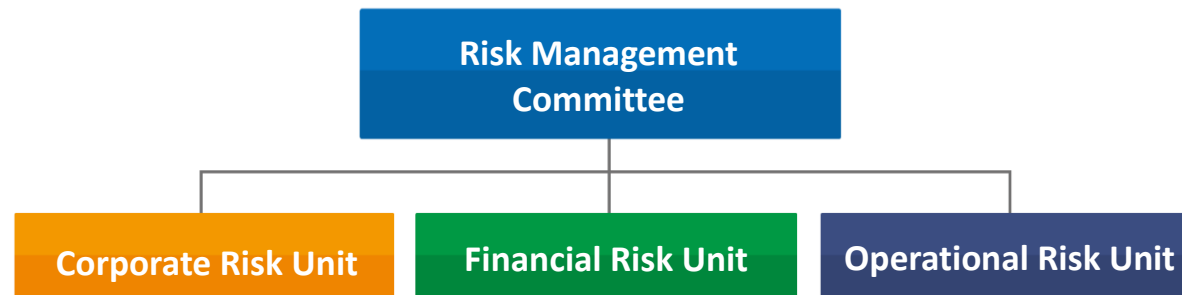 Risk Management
Committee
Corporate Risk Unit
Financial Risk Unit
Operational Risk Unit